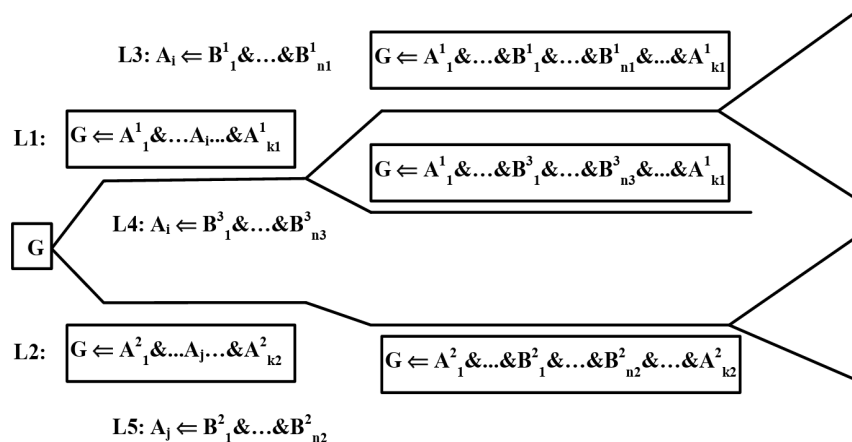 L3: Aᵢ ⇐ B¹₁&…&B¹ₙ₁
G ⇐ A¹₁&…&B¹₁&…&B¹ₙ₁&...&A¹ₖ₁
L1: G ⇐ A¹₁&…Aᵢ...&A¹ₖ₁
G ⇐ A¹₁&…&B³₁&…&B³ₙ₃&...&A¹ₖ₁
L4: Aᵢ ⇐ B³₁&…&B³ₙ₃
G
L2: G ⇐ A²₁&...Aⱼ…&A²ₖ₂
G ⇐ A²₁&...&B²₁&…&B²ₙ₂&…&A²ₖ₂
L5: Aⱼ ⇐ B²₁&…&B²ₙ₂